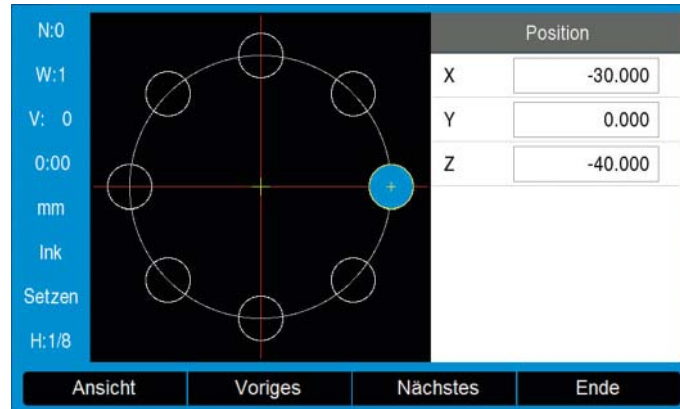 N:0
W:1
V: 0
0:00
mm
Ink
Setzen
H:1/8
Position
X -30.000
Y 0.000
Z -40.000
Ansicht Voriges Nächstes Ende